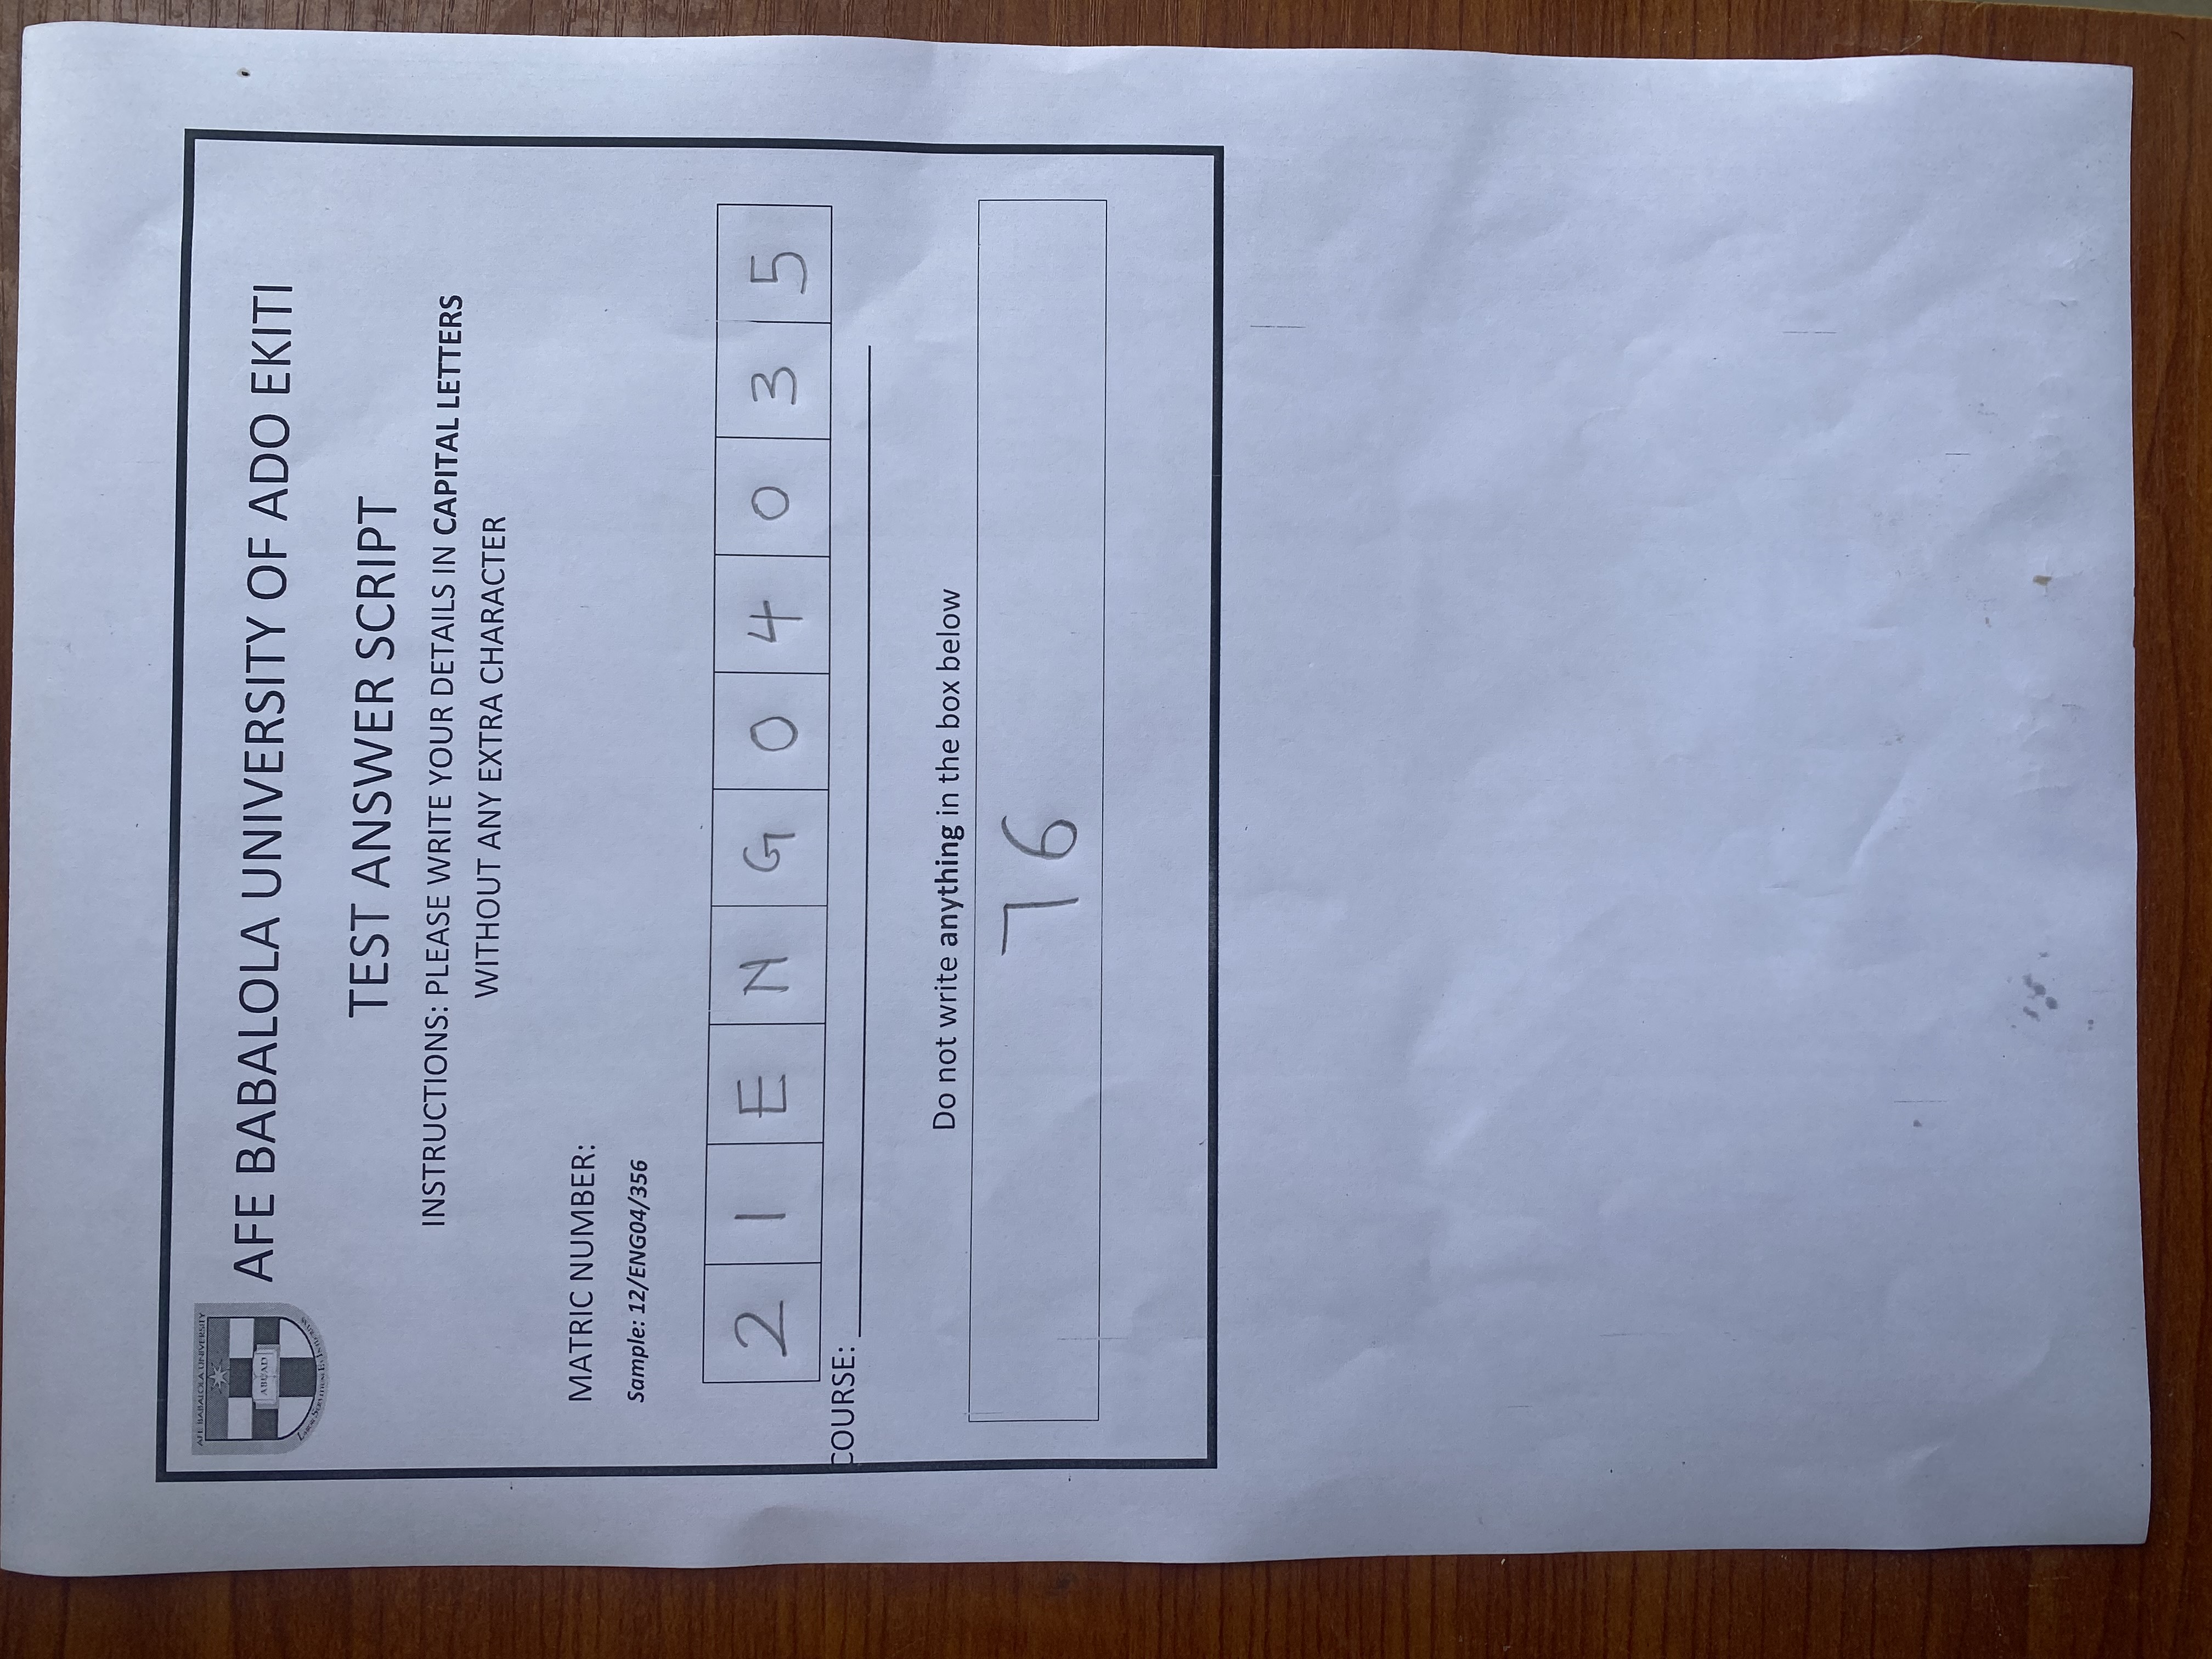 AFE BABALOLA UNIVERSITY
ABUAD
AFE BABALOLA UNIVERSITY OF ADO EKITI
TEST ANSWER SCRIPT
INSTRUCTIONS: PLEASE WRITE YOUR DETAILS IN CAPITAL LETTERS
WITHOUT ANY EXTRA CHARACTER
MATRIC NUMBER:
Sample: 12/ENG04/356
2 1 E N G 0 4 0 3 5
COURSE:
Do not write anything in the box below
76